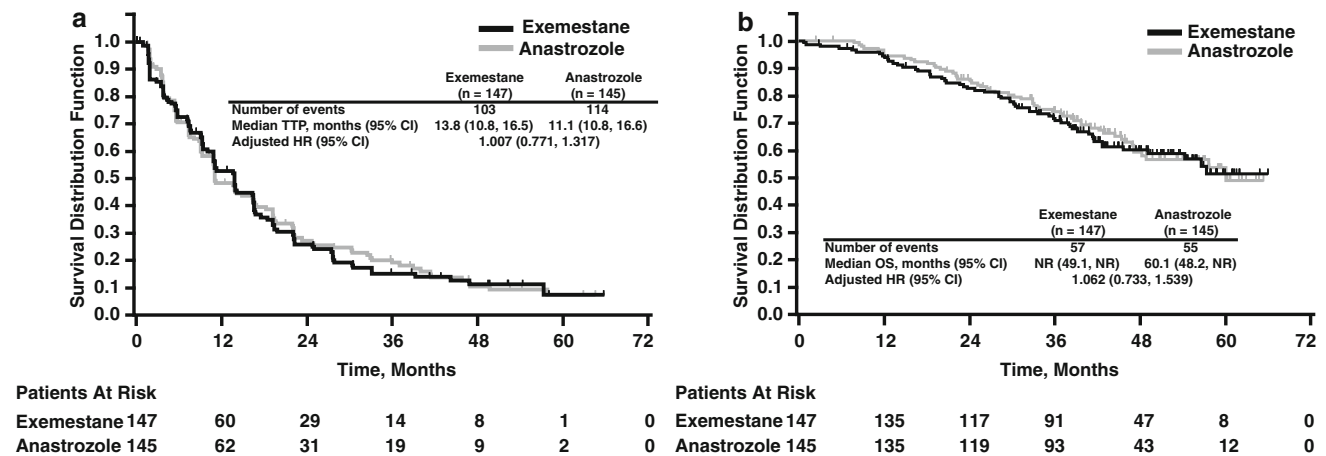 a
Exemestane
Anastrozole
Survival Distribution Function
1.0
0.9
0.8
0.7
0.6
0.5
0.4
0.3
0.2
0.1
0.0
Exemestane Anastrozole
(n = 147) (n = 145)
Number of events 103 114
Median TTP, months (95% CI) 13.8 (10.8, 16.5) 11.1 (10.8, 16.6)
Adjusted HR (95% CI) 1.007 (0.771, 1.317)
0 12 24 36 48 60 72
Time, Months
Patients At Risk
Exemestane 147 60 29 14 8 1 0
Anastrozole 145 62 31 19 9 2 0
b
Exemestane
Anastrozole
Survival Distribution Function
1.0
0.9
0.8
0.7
0.6
0.5
0.4
0.3
0.2
0.1
0.0
Exemestane Anastrozole
(n = 147) (n = 145)
Number of events 57 55
Median OS, months (95% CI) NR (49.1, NR) 60.1 (48.2, NR)
Adjusted HR (95% CI) 1.062 (0.733, 1.539)
0 12 24 36 48 60 72
Time, Months
Patients At Risk
Exemestane 147 135 117 91 47 8 0
Anastrozole 145 135 119 93 43 12 0